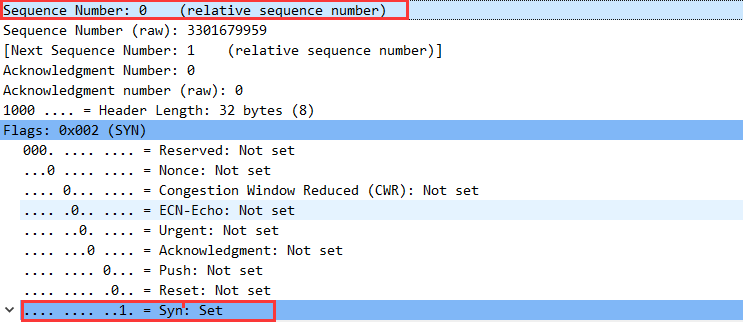 Sequence Number: 0    (relative sequence number)
Sequence Number (raw): 3301679959
[Next Sequence Number: 1    (relative sequence number)]
Acknowledgment Number: 0
Acknowledgment number (raw): 0
1000 .... = Header Length: 32 bytes (8)
Flags: 0x002 (SYN)
000. .... .... = Reserved: Not set
...0 .... .... = Nonce: Not set
.... 0... .... = Congestion Window Reduced (CWR): Not set
.... .0.. .... = ECN-Echo: Not set
.... ..0. .... = Urgent: Not set
.... ...0 .... = Acknowledgment: Not set
.... .... 0... = Push: Not set
.... .... .0.. = Reset: Not set
.... .... ..1. = Syn: Set